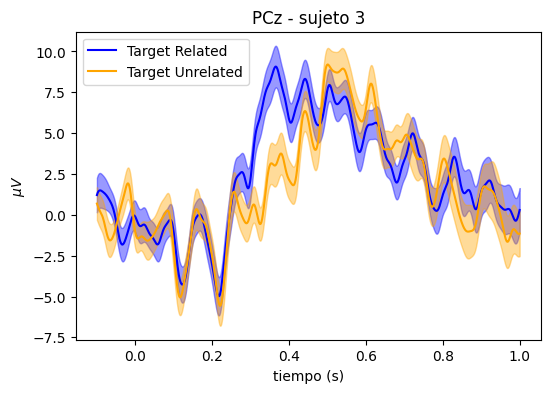 PCz - sujeto 3
Target Related
Target Unrelated
10.0
7.5
5.0
2.5
0.0
−2.5
−5.0
−7.5
μV
0.0 0.2 0.4 0.6 0.8 1.0
tiempo (s)